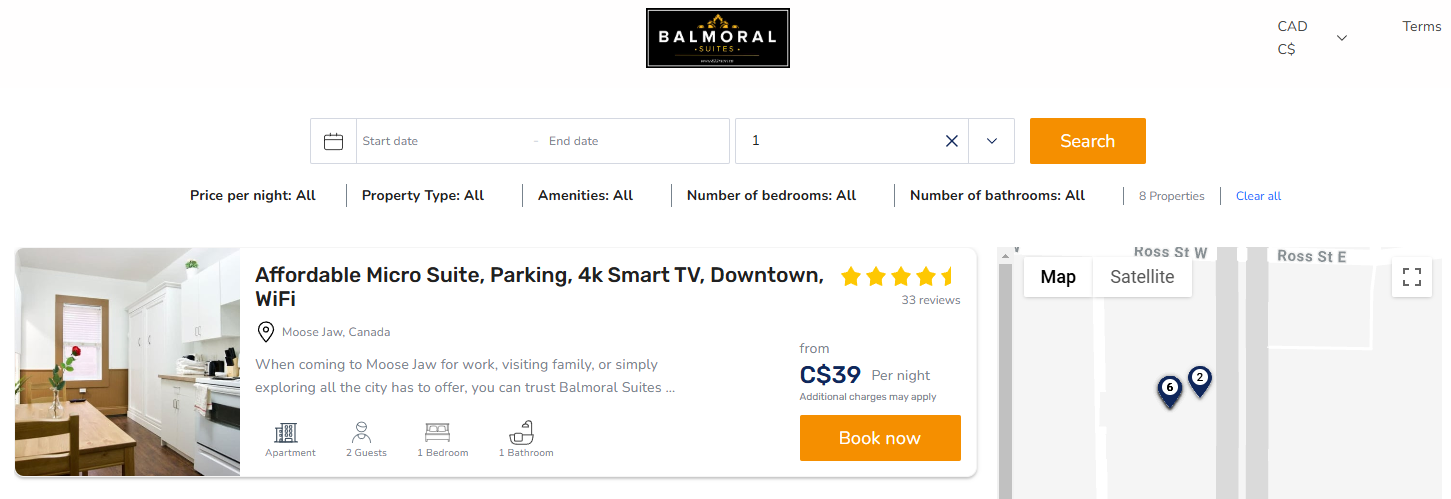 BALMORAL
SUITES
CAD
C$
Terms
Start date - End date
1
Search
Price per night: All
Property Type: All
Amenities: All
Number of bedrooms: All
Number of bathrooms: All
8 Properties
Clear all
Affordable Micro Suite, Parking, 4k Smart TV, Downtown,
WiFi
33 reviews
Moose Jaw, Canada
When coming to Moose Jaw for work, visiting family, or simply
exploring all the city has to offer, you can trust Balmoral Suites ...
from
C$39 Per night
Additional charges may apply
Book now
Apartment
2 Guests
1 Bedroom
1 Bathroom
Ross St W
Ross St E
Map
Satellite
6
2